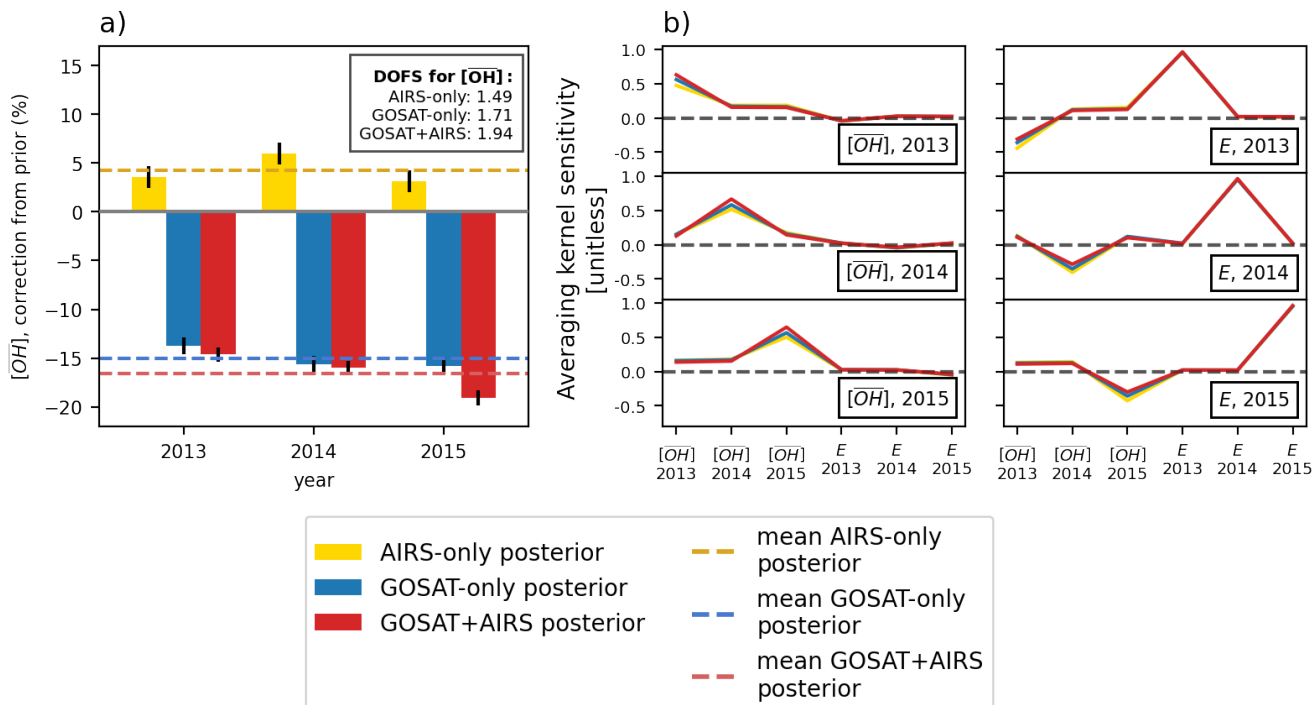 a)
[OH], correction from prior (%)
15
10
5
0
−5
−10
−15
−20
DOFS for [OH] :
AIRS-only: 1.49
GOSAT-only: 1.71
GOSAT+AIRS: 1.94
2013
2014
2015
year
b)
Averaging kernel sensitivity
[unitless]
1.0
0.5
0.0
-0.5
[OH], 2013
1.0
0.5
0.0
-0.5
[OH], 2014
1.0
0.5
0.0
-0.5
[OH], 2015
E, 2013
E, 2014
E, 2015
[OH] [OH] [OH] E E E
2013 2014 2015 2013 2014 2015
[OH] [OH] [OH] E E E
2013 2014 2015 2013 2014 2015
AIRS-only posterior
GOSAT-only posterior
GOSAT+AIRS posterior
mean AIRS-only
posterior
mean GOSAT-only
posterior
mean GOSAT+AIRS
posterior